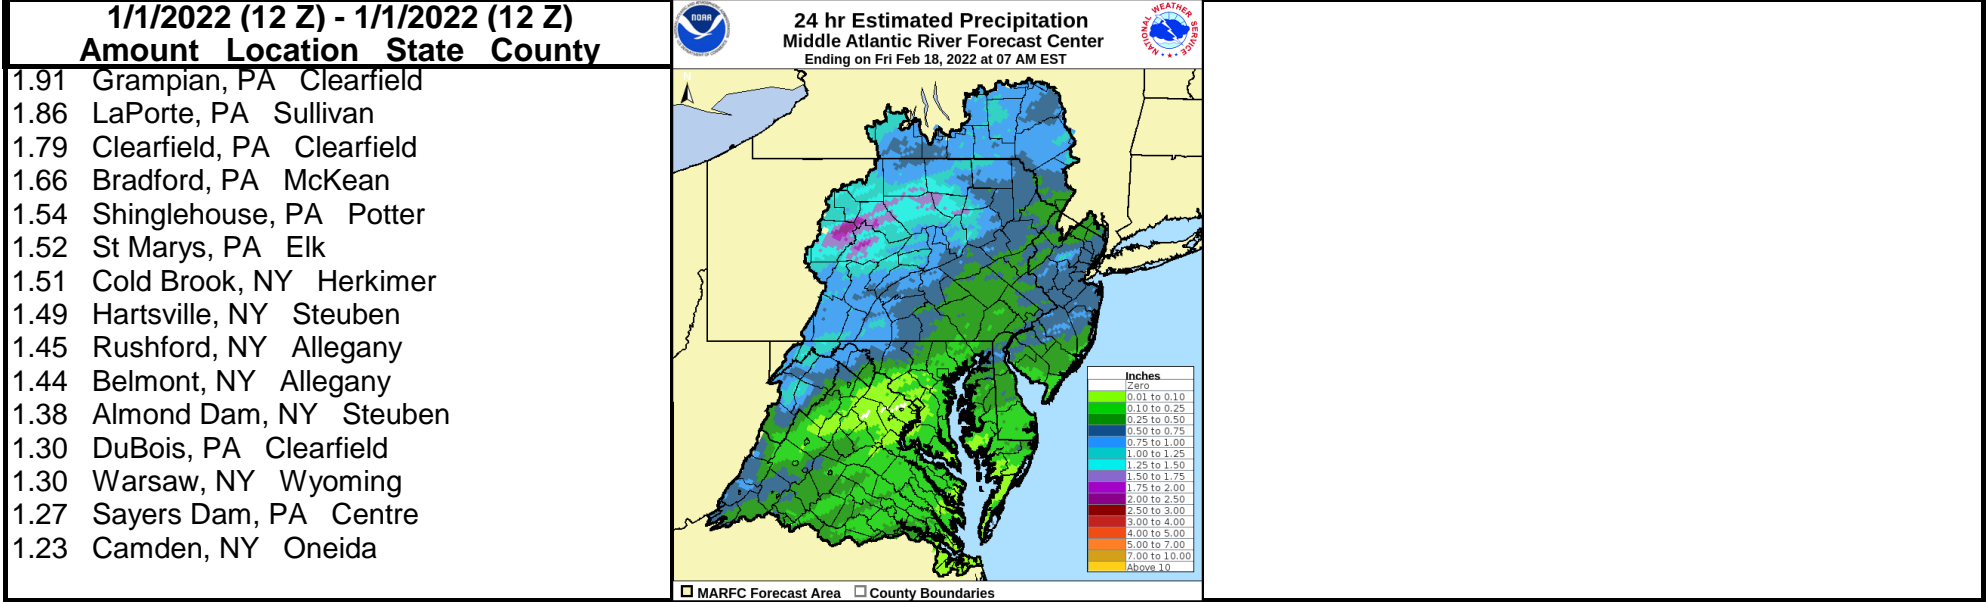 1/1/2022 (12 Z) - 1/1/2022 (12 Z)
Amount Location State County
1.91 Grampian, PA Clearfield
1.86 LaPorte, PA Sullivan
1.79 Clearfield, PA Clearfield
1.66 Bradford, PA McKean
1.54 Shinglehouse, PA Potter
1.52 St Marys, PA Elk
1.51 Cold Brook, NY Herkimer
1.49 Hartsville, NY Steuben
1.45 Rushford, NY Allegany
1.44 Belmont, NY Allegany
1.38 Almond Dam, NY Steuben
1.30 DuBois, PA Clearfield
1.30 Warsaw, NY Wyoming
1.27 Sayers Dam, PA Centre
1.23 Camden, NY Oneida
NOAA
24 hr Estimated Precipitation
Middle Atlantic River Forecast Center
Ending on Fri Feb 18, 2022 at 07 AM EST
NATIONAL WEATHER SERVICE
N
Inches
Zero
0.01 to 0.10
0.10 to 0.25
0.25 to 0.50
0.50 to 0.75
0.75 to 1.00
1.00 to 1.25
1.25 to 1.50
1.50 to 1.75
1.75 to 2.00
2.00 to 2.50
2.50 to 3.00
3.00 to 4.00
4.00 to 5.00
5.00 to 7.00
7.00 to 10.00
Above 10
MARFC Forecast Area County Boundaries